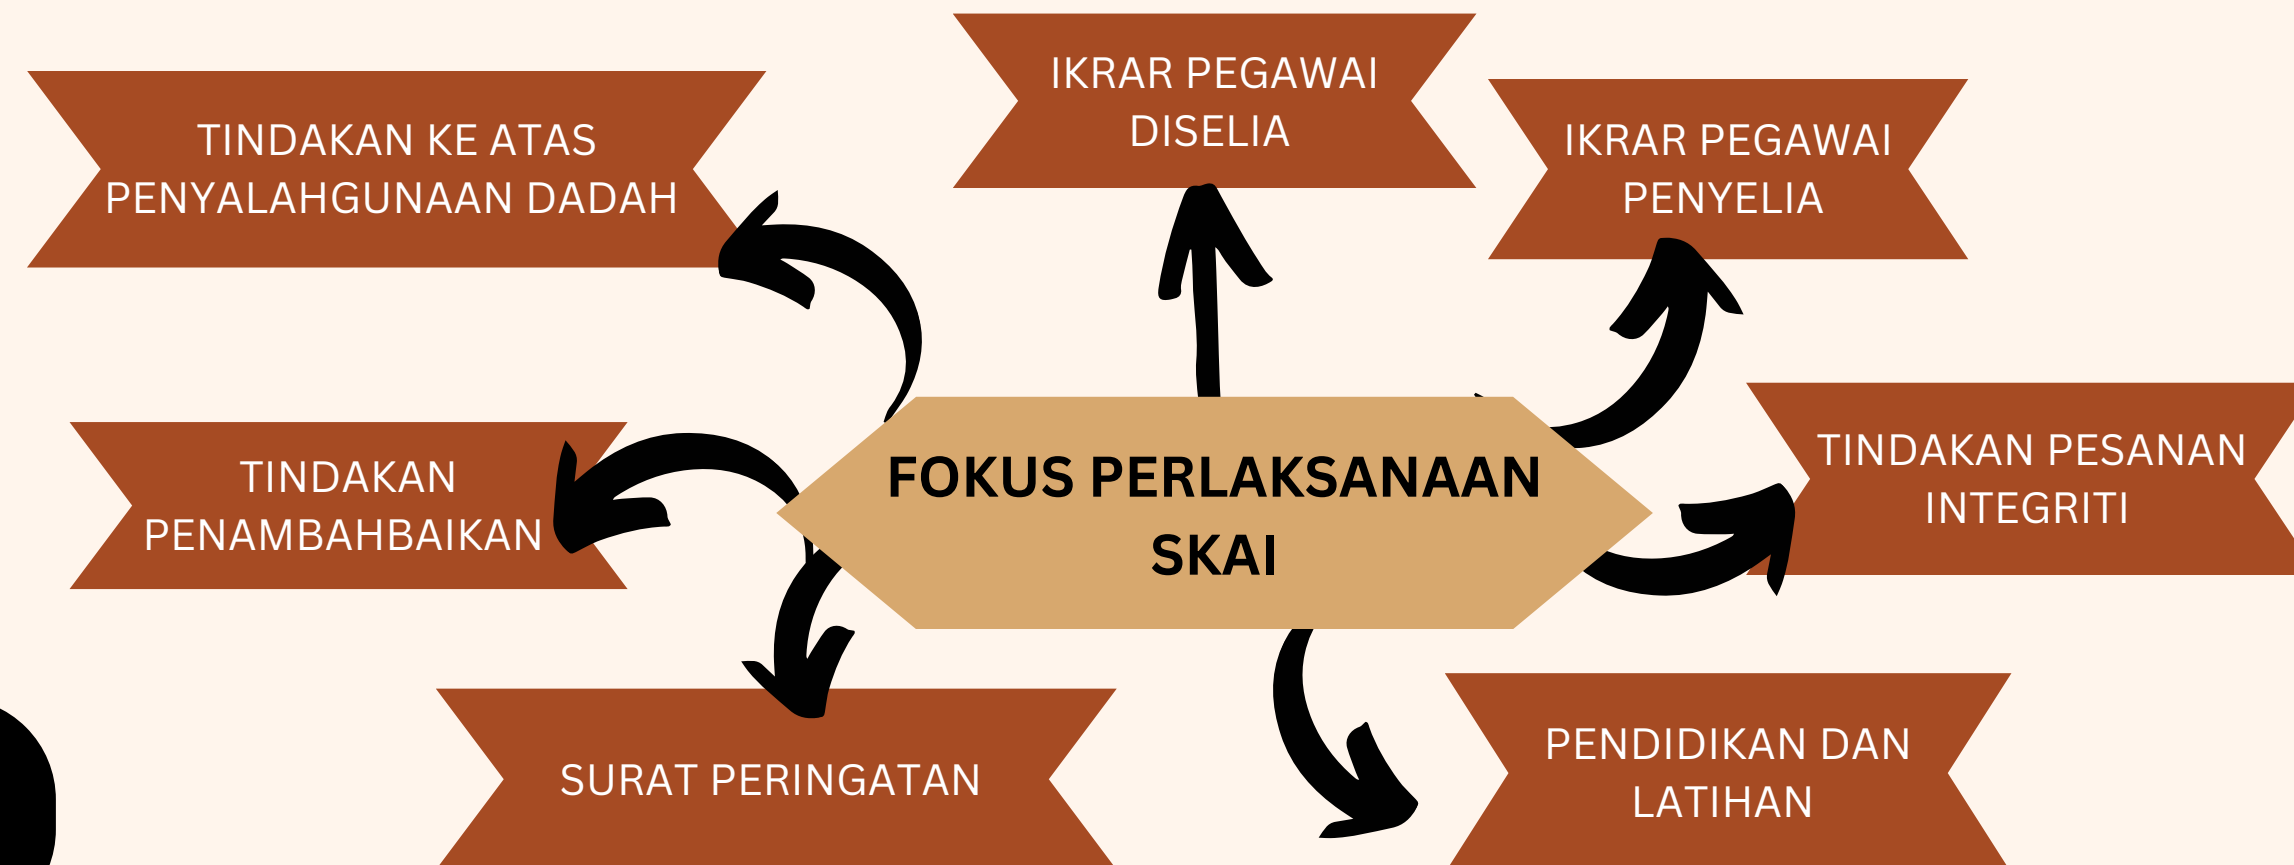 IKRAR PEGAWAI
DISELIA
TINDAKAN KE ATAS
PENYALAHGUNAAN DADAH
IKRAR PEGAWAI
PENYELIA
TINDAKAN
PENAMBAHBAIKAN
FOKUS PERLAKSANAAN
SKAI
TINDAKAN PESANAN
INTEGRITI
SURAT PERINGATAN
PENDIDIKAN DAN
LATIHAN